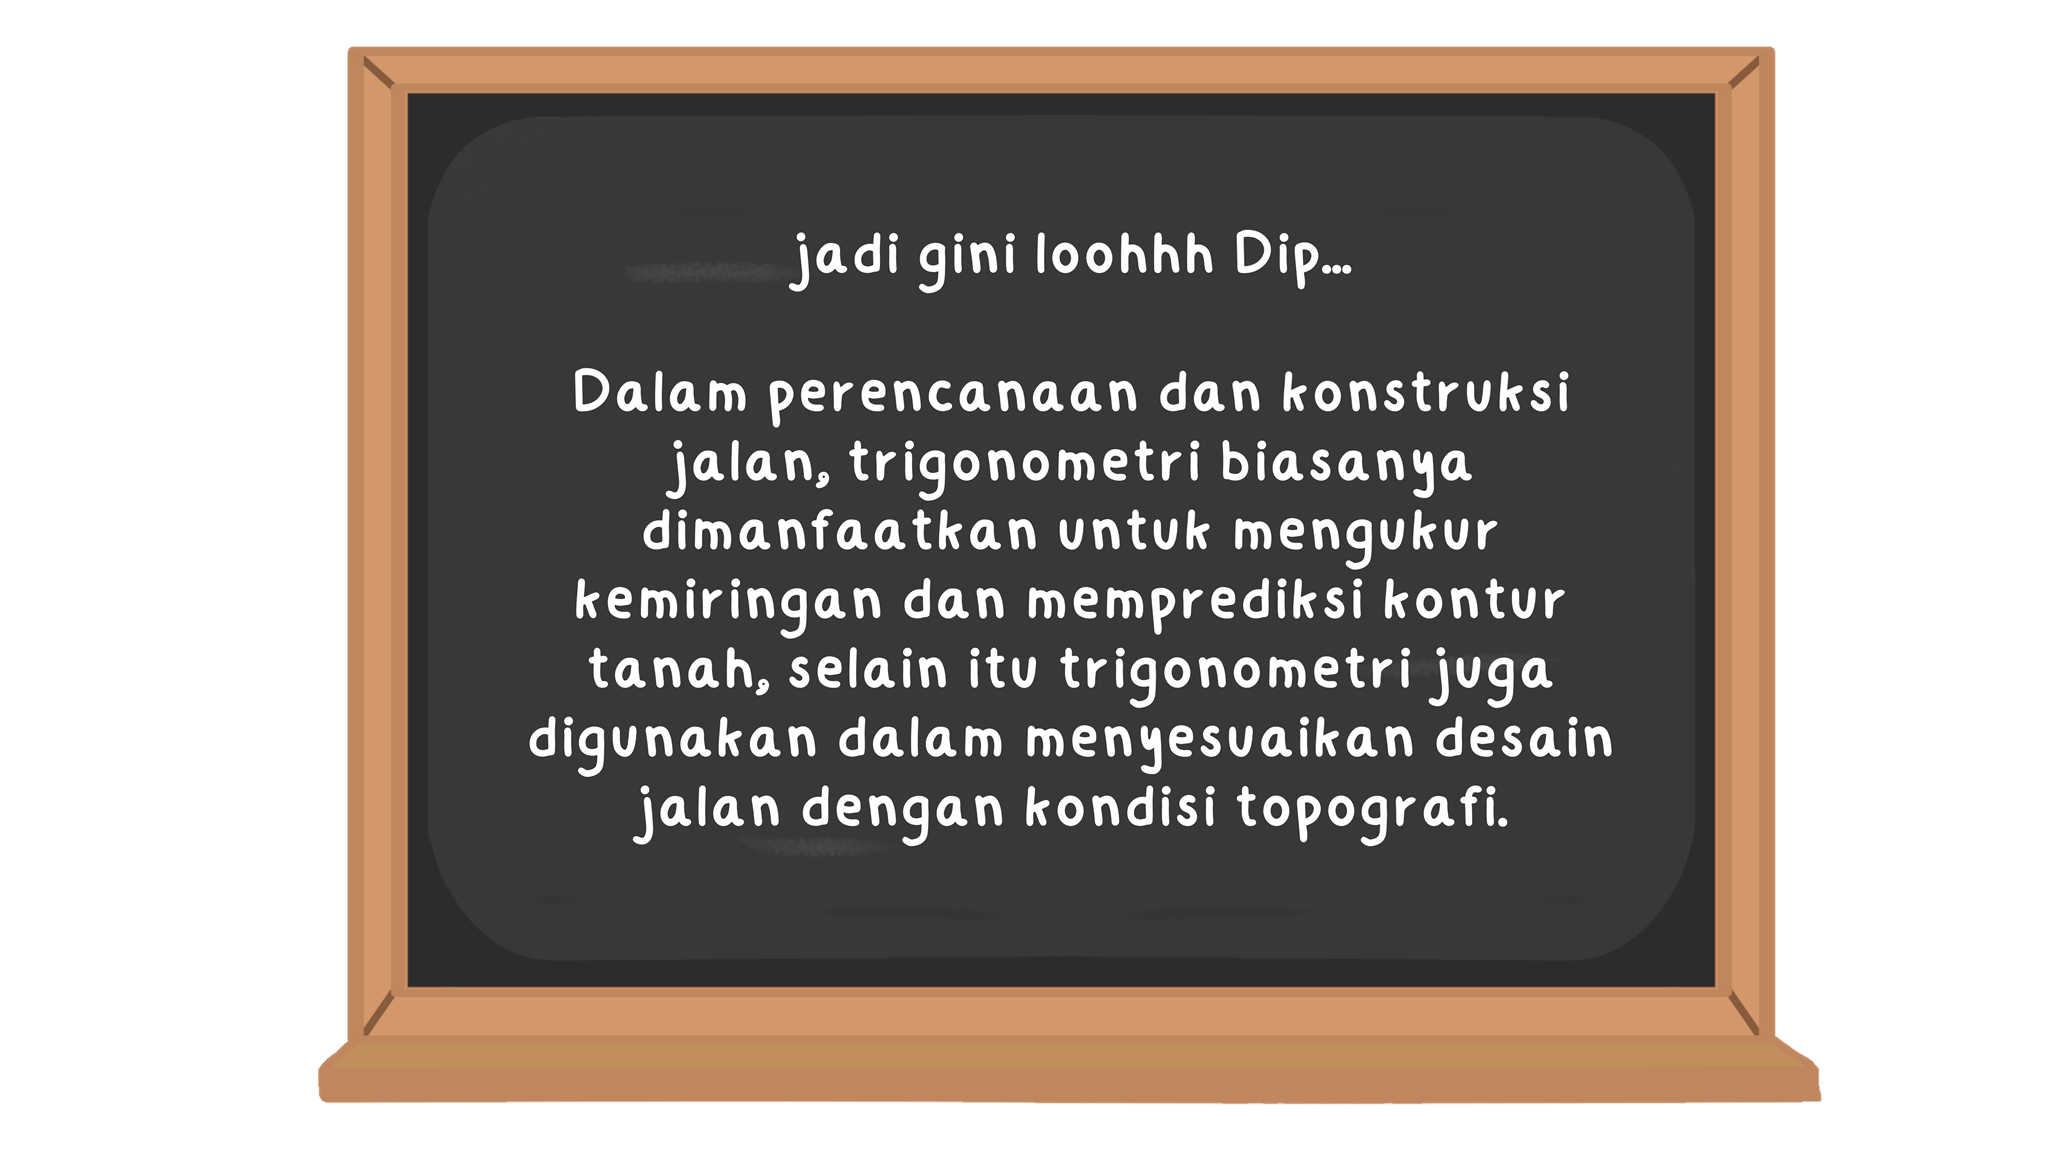 jadi gini loohhh Dip...
Dalam perencanaan dan konstruksi
jalan, trigonometri biasanya
dimanfaatkan untuk mengukur
kemiringan dan memprediksi kontur
tanah, selain itu trigonometri juga
digunakan dalam menyesuaikan desain
jalan dengan kondisi topografi.